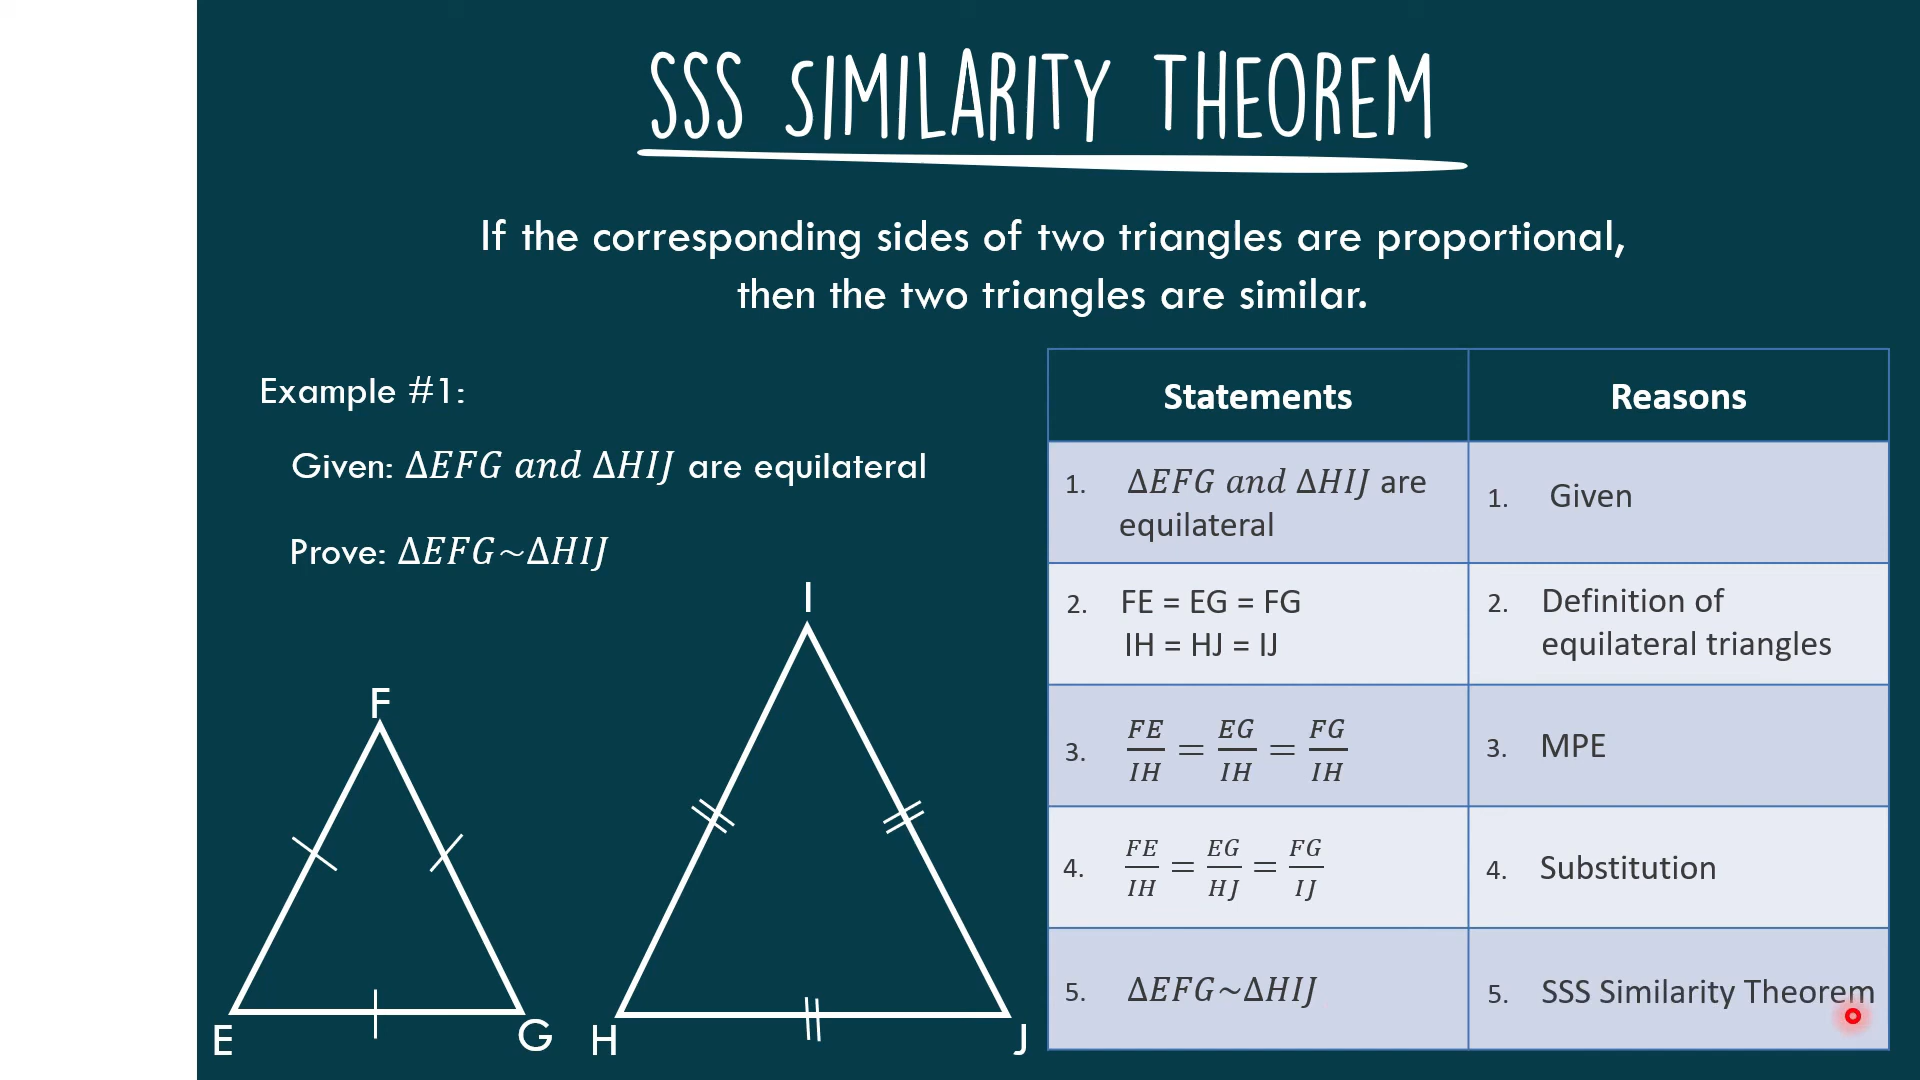 SSS SIMILARITY THEOREM
If the corresponding sides of two triangles are proportional,
then the two triangles are similar.
Example #1:
Given: ΔEFG and ΔHIJ are equilateral
Prove: ΔEFG~ΔHIJ
F
E
G
I
H
J
Statements
Reasons
1. ΔEFG and ΔHIJ are
equilateral
1. Given
2. FE = EG = FG
IH = HJ = IJ
2. Definition of
equilateral triangles
3. FE/IH = EG/IH = FG/IH
3. MPE
4. FE/IH = EG/HJ = FG/IJ
4. Substitution
5. ΔEFG~ΔHIJ
5. SSS Similarity Theorem